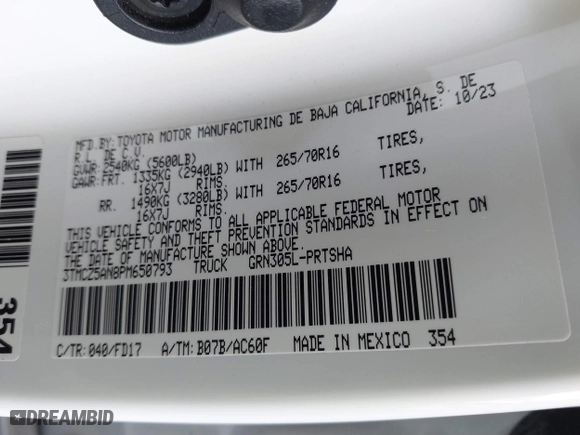 MFD.BY: TOYOTA MOTOR MANUFACTURING DE BAJA CALIFORNIA, S. DE
R.L. DE C.V. DATE: 10/23
GVWR: 2540KG (5600LB)
GAWR:FRT. 1335KG (2940LB) WITH 265/70R16 TIRES,
16X7J RIMS.
RR. 1490KG (3280LB) WITH 265/70R16 TIRES,
16X7J RIMS.
THIS VEHICLE CONFORMS TO ALL APPLICABLE FEDERAL MOTOR
VEHICLE SAFETY AND THEFT PREVENTION STANDARDS IN EFFECT ON
THE DATE OF MANUFACTURE SHOWN ABOVE.
3TMCZ5AN8PM650793 TRUCK GRN305L-PRTSHA
C/TR:040/FD17 A/TM:B07B/AC60F MADE IN MEXICO 354
354
DREAMBID